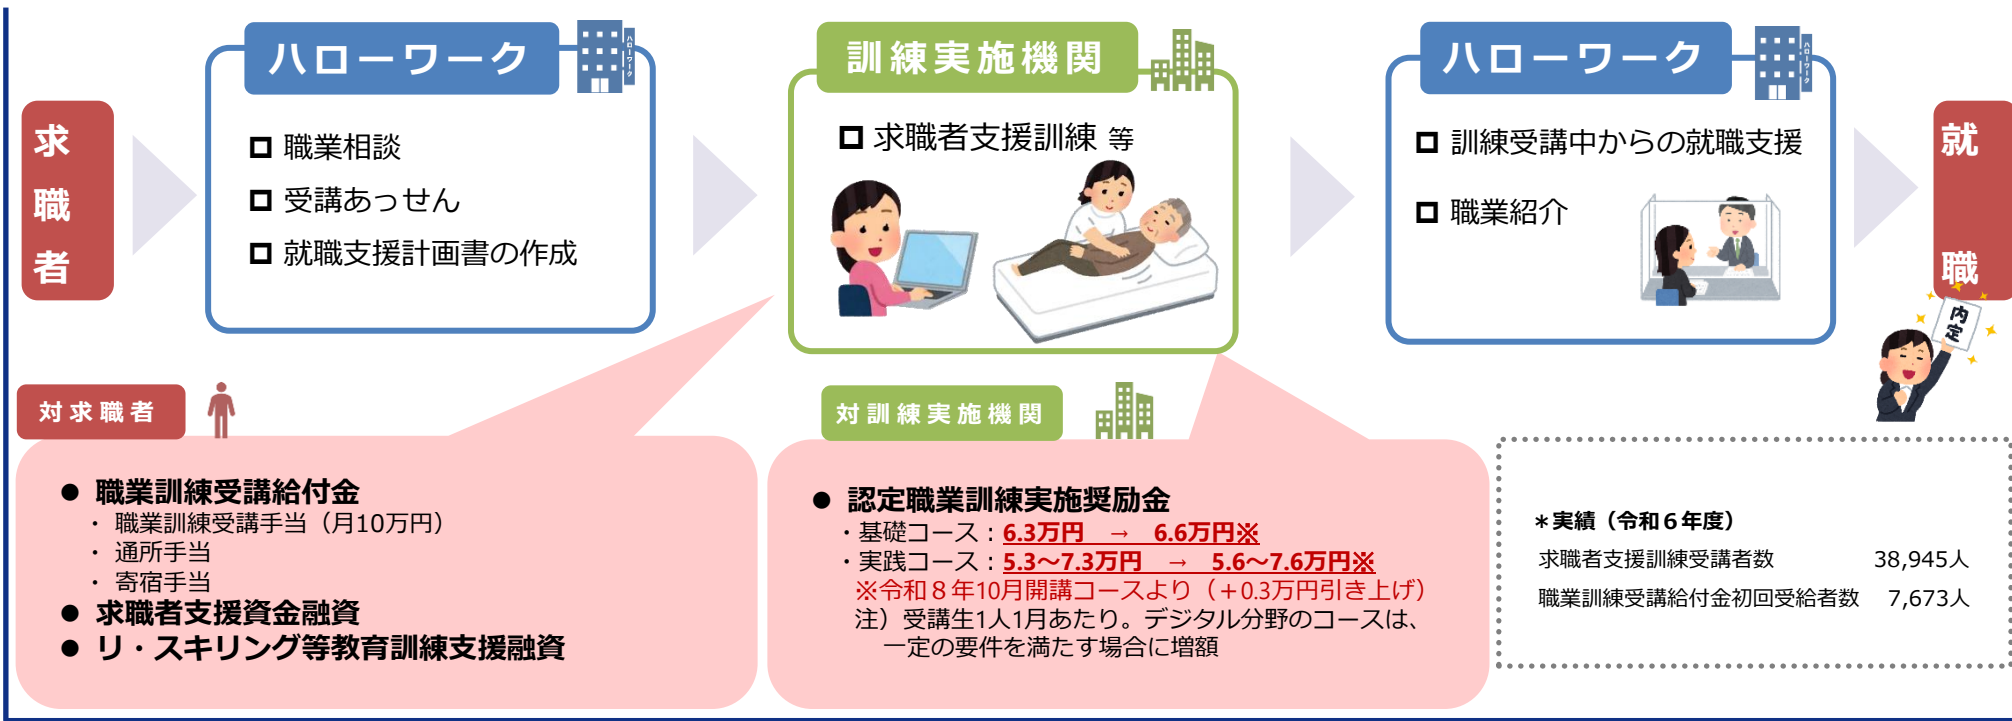 求職者
ハローワーク
ハローワーク
職業相談
受講あっせん
就職支援計画書の作成
訓練実施機関
求職者支援訓練 等
ハローワーク
ハローワーク
訓練受講中からの就職支援
職業紹介
就職
内定
対求職者
● 職業訓練受講給付金
・ 職業訓練受講手当（月10万円）
・ 通所手当
・ 寄宿手当
● 求職者支援資金融資
● リ・スキリング等教育訓練支援融資
対訓練実施機関
● 認定職業訓練実施奨励金
・基礎コース：6.3万円 → 6.6万円※
・実践コース：5.3～7.3万円 → 5.6～7.6万円※
※令和８年10月開講コースより（＋0.3万円引き上げ）
注）受講生1人1月あたり。デジタル分野のコースは、
一定の要件を満たす場合に増額
＊実績（令和６年度）
求職者支援訓練受講者数 38,945人
職業訓練受講給付金初回受給者数 7,673人